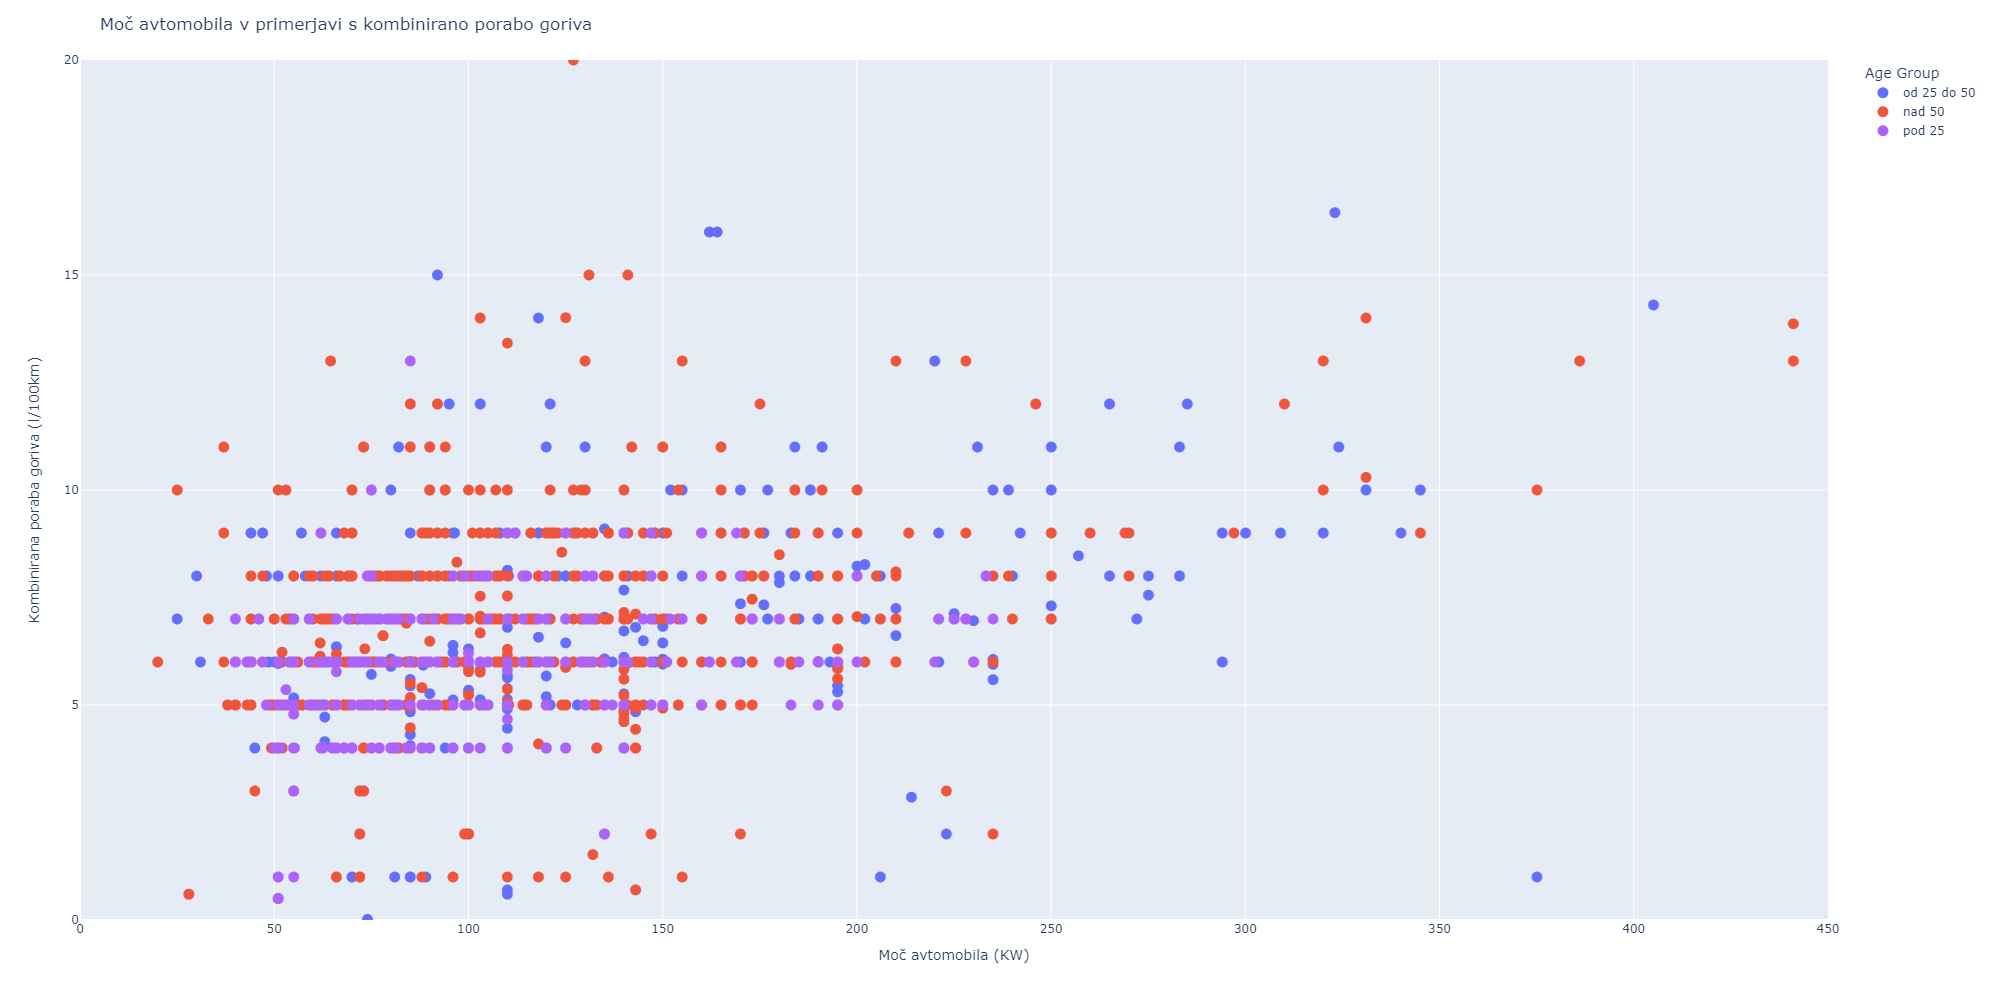 Moč avtomobila v primerjavi s kombinirano porabo goriva
Age Group
od 25 do 50
nad 50
pod 25
Kombinirana poraba goriva (l/100km)
20
15
10
5
0
0 50 100 150 200 250 300 350 400 450
Moč avtomobila (KW)